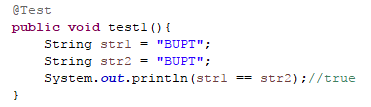 @Test
public void test1(){
String str1 = "BUPT";
String str2 = "BUPT";
System.out.println(str1 == str2);//true
}